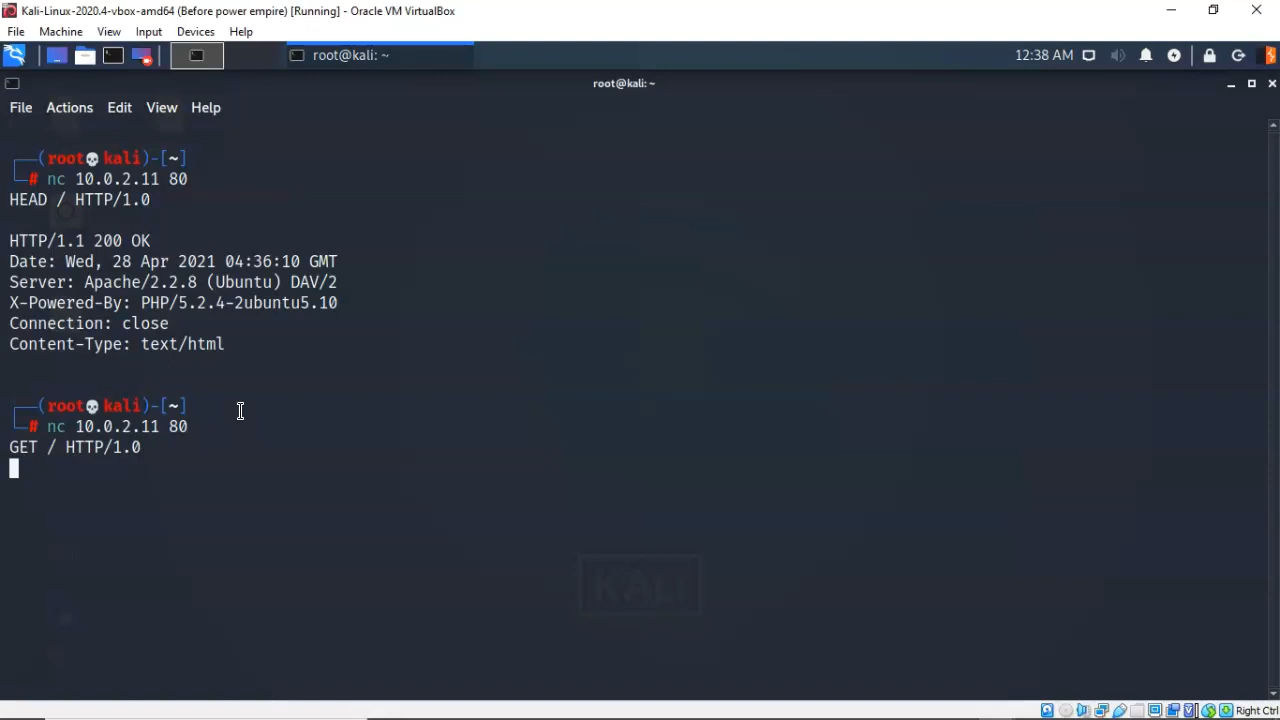 Kali-Linux-2020.4-vbox-amd64 (Before power empire) [Running] - Oracle VM VirtualBox
File Machine View Input Devices Help
root@kali: ~
12:38 AM
root@kali:~
File Actions Edit View Help
┌──(root💀kali)-[~]
└─# nc 10.0.2.11 80
HEAD / HTTP/1.0
HTTP/1.1 200 OK
Date: Wed, 28 Apr 2021 04:36:10 GMT
Server: Apache/2.2.8 (Ubuntu) DAV/2
X-Powered-By: PHP/5.2.4-2ubuntu5.10
Connection: close
Content-Type: text/html
┌──(root💀kali)-[~]
└─# nc 10.0.2.11 80
GET / HTTP/1.0
KALI
Right Ctrl